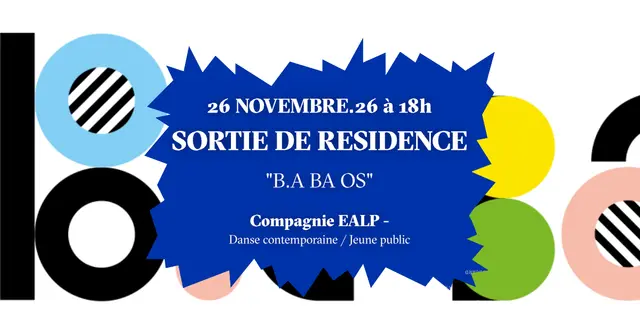 26 NOVEMBRE.26 à 18h
SORTIE DE RESIDENCE
"B.A BA OS"
Compagnie EALP -
Danse contemporaine / Jeune public